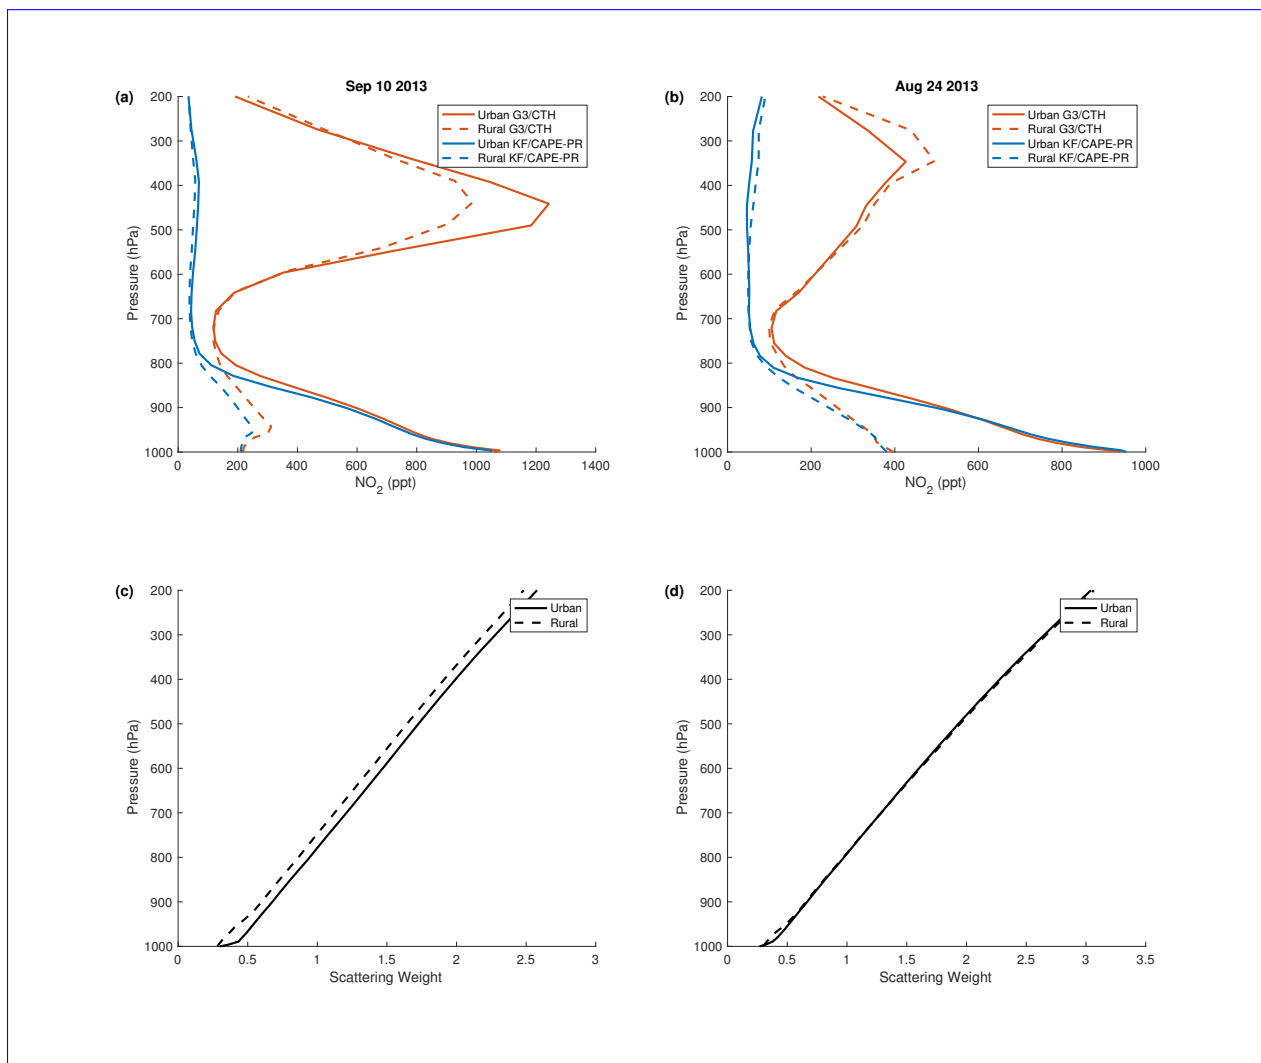 Sep 10 2013
(a)
200
300
400
500
600
700
800
900
1000
Pressure (hPa)
0
200
400
600
800
1000
1200
1400
NO2 (ppt)
Urban G3/CTH
Rural G3/CTH
Urban KF/CAPE-PR
Rural KF/CAPE-PR
Aug 24 2013
(b)
200
300
400
500
600
700
800
900
1000
Pressure (hPa)
0
200
400
600
800
1000
NO2 (ppt)
Urban G3/CTH
Rural G3/CTH
Urban KF/CAPE-PR
Rural KF/CAPE-PR
(c)
200
300
400
500
600
700
800
900
1000
Pressure (hPa)
0
0.5
1
1.5
2
2.5
3
Scattering Weight
Urban
Rural
(d)
200
300
400
500
600
700
800
900
1000
Pressure (hPa)
0
0.5
1
1.5
2
2.5
3
3.5
Scattering Weight
Urban
Rural